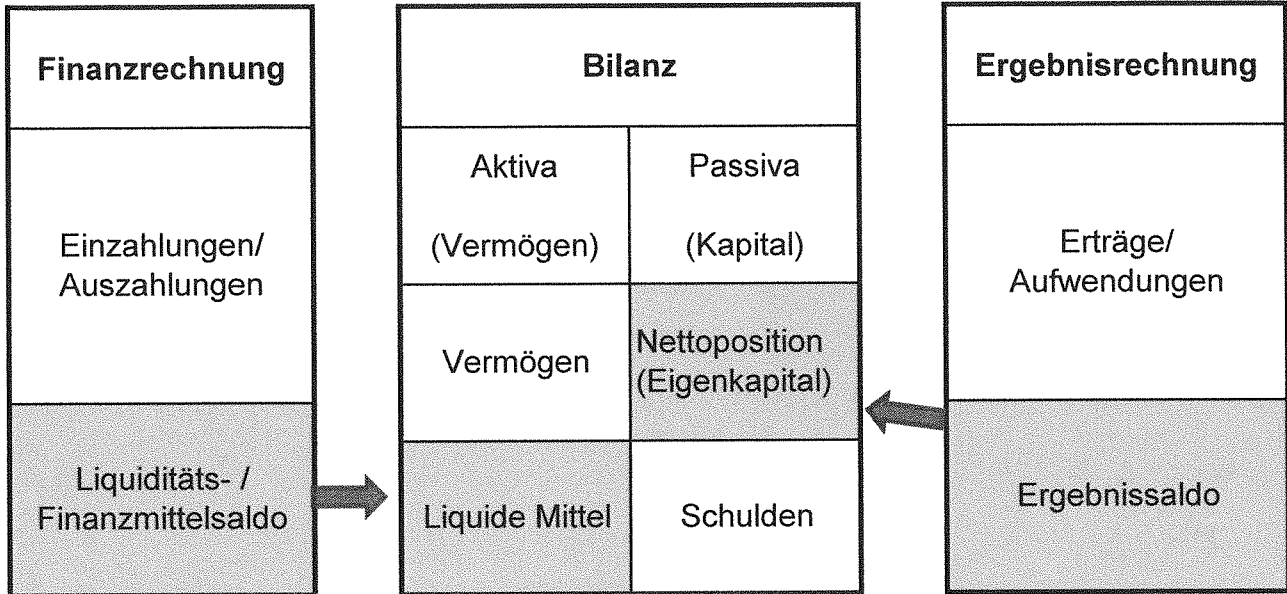 Finanzrechnung
Einzahlungen/
Auszahlungen
Liquiditäts- /
Finanzmittelsaldo
Bilanz
Aktiva
(Vermögen)
Passiva
(Kapital)
Vermögen
Nettoposition
(Eigenkapital)
Liquide Mittel
Schulden
Ergebnisrechnung
Erträge/
Aufwendungen
Ergebnissaldo